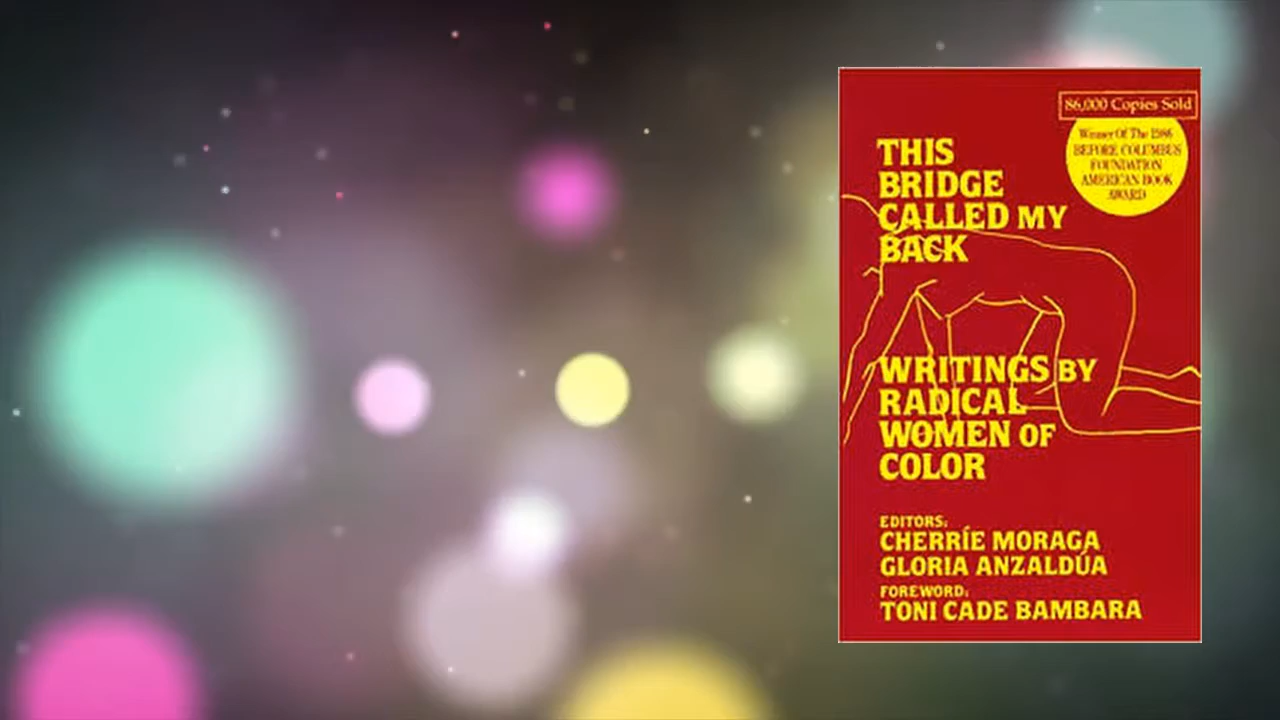 86,000 Copies Sold
Winner Of The 1986
BEFORE COLUMBUS
FOUNDATION
AMERICAN BOOK
AWARD
THIS
BRIDGE
CALLED MY
BACK
WRITINGS BY
RADICAL
WOMEN OF
COLOR
EDITORS:
CHERRÍE MORAGA
GLORIA ANZALDÚA
FOREWORD:
TONI CADE BAMBARA